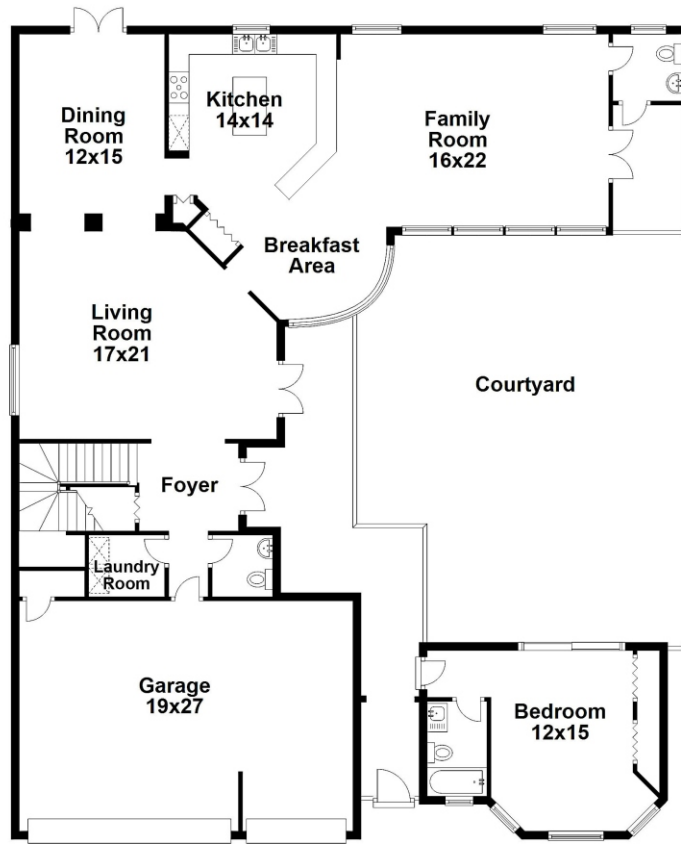 Dining
Room
12x15
Kitchen
14x14
Family
Room
16x22
Breakfast
Area
Living
Room
17x21
Courtyard
Foyer
Laundry
Room
Garage
19x27
Bedroom
12x15